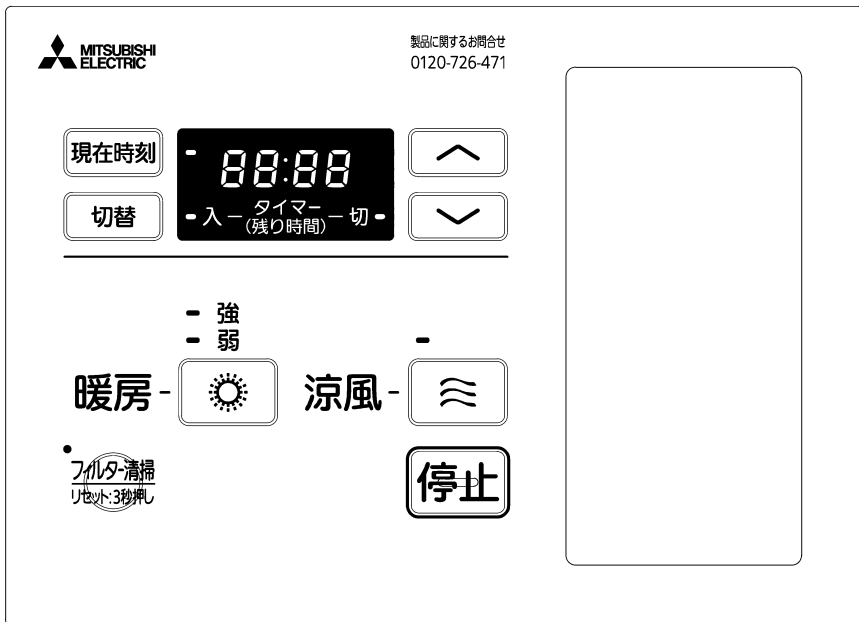 MITSUBISHI
ELECTRIC
製品に関するお問合せ
0120-726-471
現在時刻
88:88
切替
入 タイマー 切
(残り時間)
強
弱
暖房
涼風
フィルター清掃
リセット:3秒押し
停止